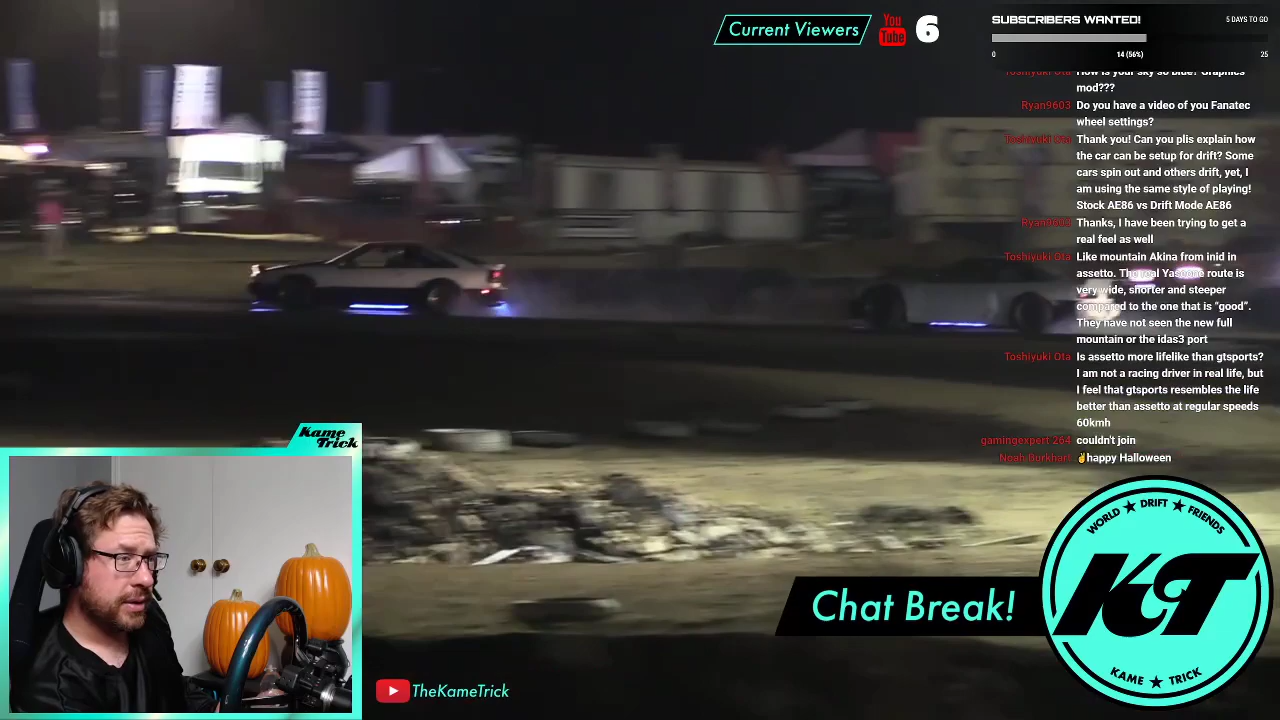 Current Viewers
You
Tube
6
SUBSCRIBERS WANTED!
5 DAYS TO GO
0
14 (56%)
25
Toshiyuki Ota How is your sky so blue? Graphics
mod???
Ryan9603 Do you have a video of you Fanatec
wheel settings?
Toshiyuki Ota Thank you! Can you plis explain how
the car can be setup for drift? Some
cars spin out and others drift, yet, I
am using the same style of playing!
Stock AE86 vs Drift Mode AE86
Ryan9603 Thanks, I have been trying to get a
real feel as well
Toshiyuki Ota Like mountain Akina from inid in
assetto. The real Yaseone route is
very wide, shorter and steeper
compared to the one that is “good”.
They have not seen the new full
mountain or the idas3 port
Toshiyuki Ota Is assetto more lifelike than gtsports?
I am not a racing driver in real life, but
I feel that gtsports resembles the life
better than assetto at regular speeds
60kmh
gamingexpert 264 couldn't join
Noah Burkhart ✌happy Halloween
Kame
Trick
WORLD ★ DRIFT ★ FRIENDS
KT
KAME ★ TRICK
Chat Break!
TheKameTrick